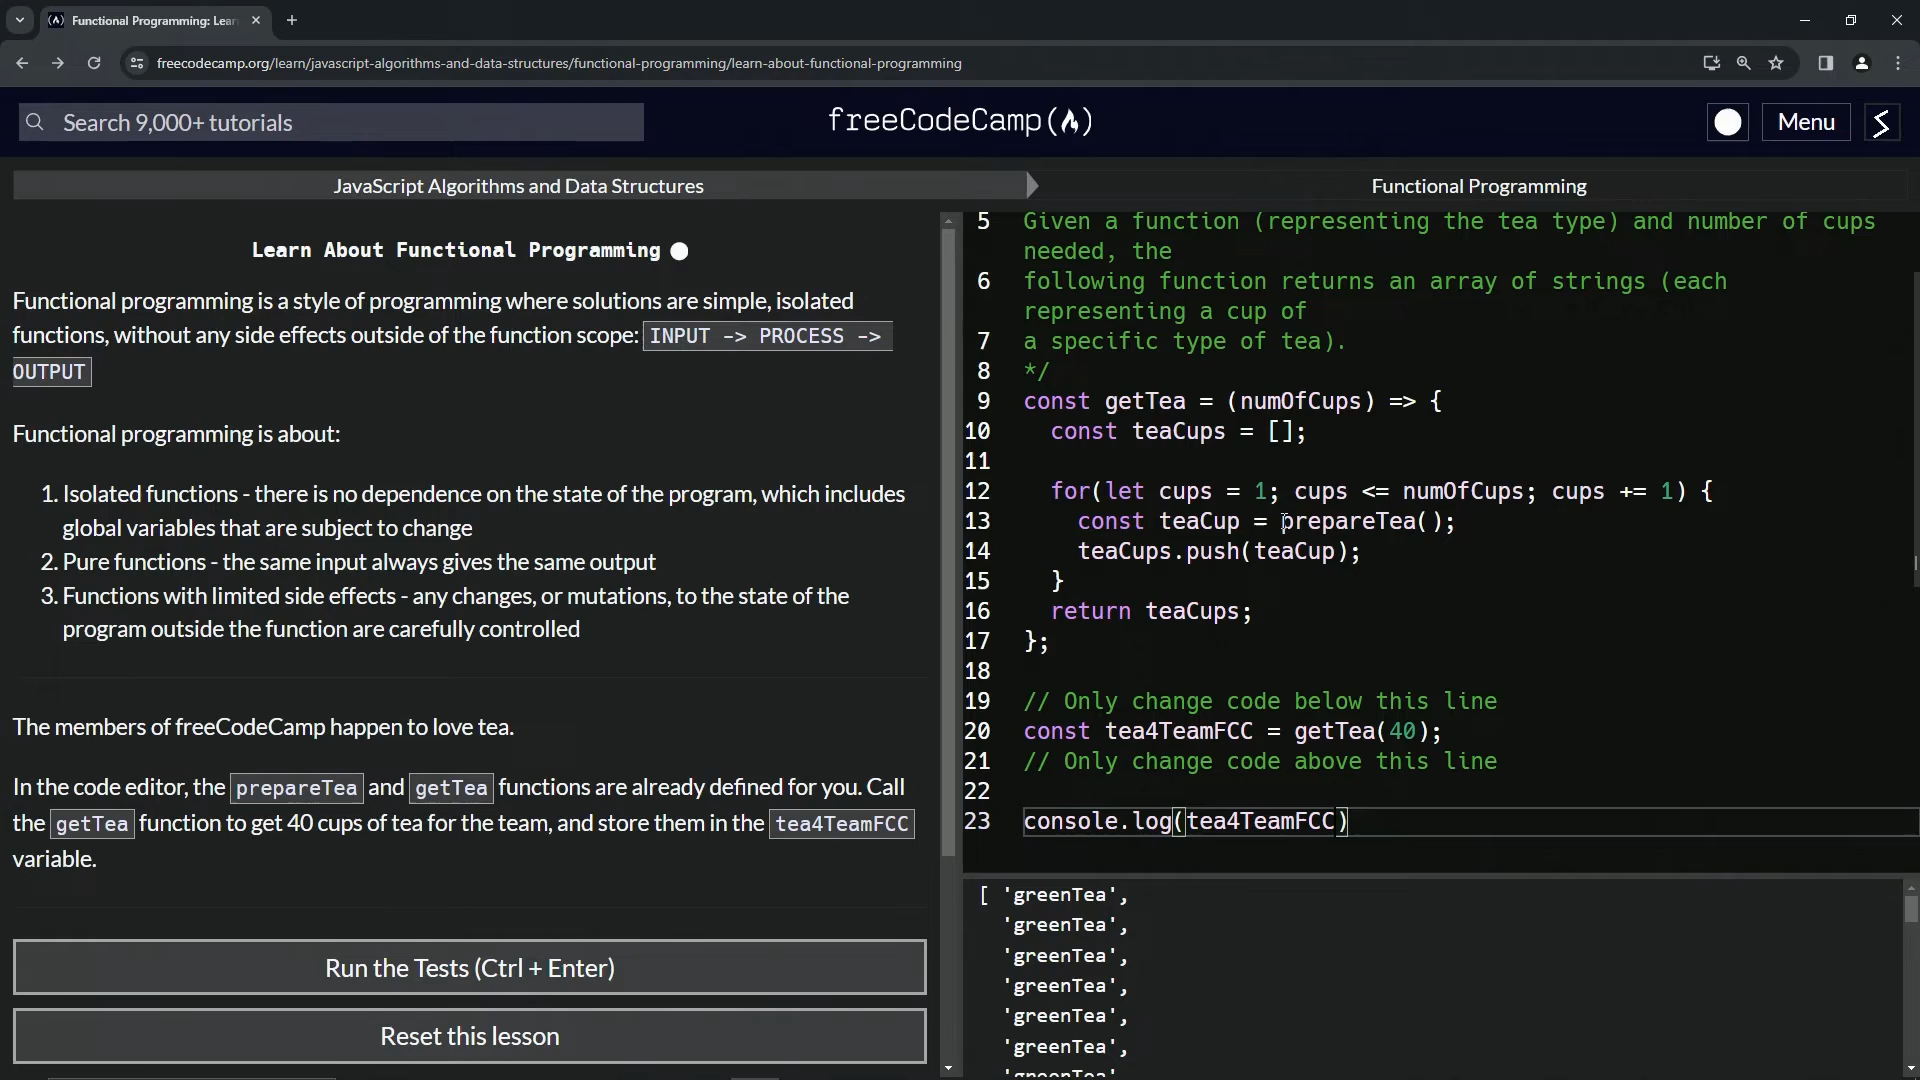 Functional Programming: Lear
freecodecamp.org/learn/javascript-algorithms-and-data-structures/functional-programming/learn-about-functional-programming
Search 9,000+ tutorials
freeCodeCamp
Menu
JavaScript Algorithms and Data Structures
Functional Programming
Learn About Functional Programming
Functional programming is a style of programming where solutions are simple, isolated
functions, without any side effects outside of the function scope: INPUT -> PROCESS ->
OUTPUT
Functional programming is about:
1. Isolated functions - there is no dependence on the state of the program, which includes
global variables that are subject to change
2. Pure functions - the same input always gives the same output
3. Functions with limited side effects - any changes, or mutations, to the state of the
program outside the function are carefully controlled
The members of freeCodeCamp happen to love tea.
In the code editor, the prepareTea and getTea functions are already defined for you. Call
the getTea function to get 40 cups of tea for the team, and store them in the tea4TeamFCC
variable.
Run the Tests (Ctrl + Enter)
Reset this lesson
5 Given a function (representing the tea type) and number of cups
needed, the
6 following function returns an array of strings (each
representing a cup of
7 a specific type of tea).
8 */
9 const getTea = (numOfCups) => {
10 const teaCups = [];
11
12 for(let cups = 1; cups <= numOfCups; cups += 1) {
13 const teaCup = prepareTea();
14 teaCups.push(teaCup);
15 }
16 return teaCups;
17 };
18
19 // Only change code below this line
20 const tea4TeamFCC = getTea(40);
21 // Only change code above this line
22
23 console.log(tea4TeamFCC)
[ 'greenTea',
'greenTea',
'greenTea',
'greenTea',
'greenTea',
'greenTea',